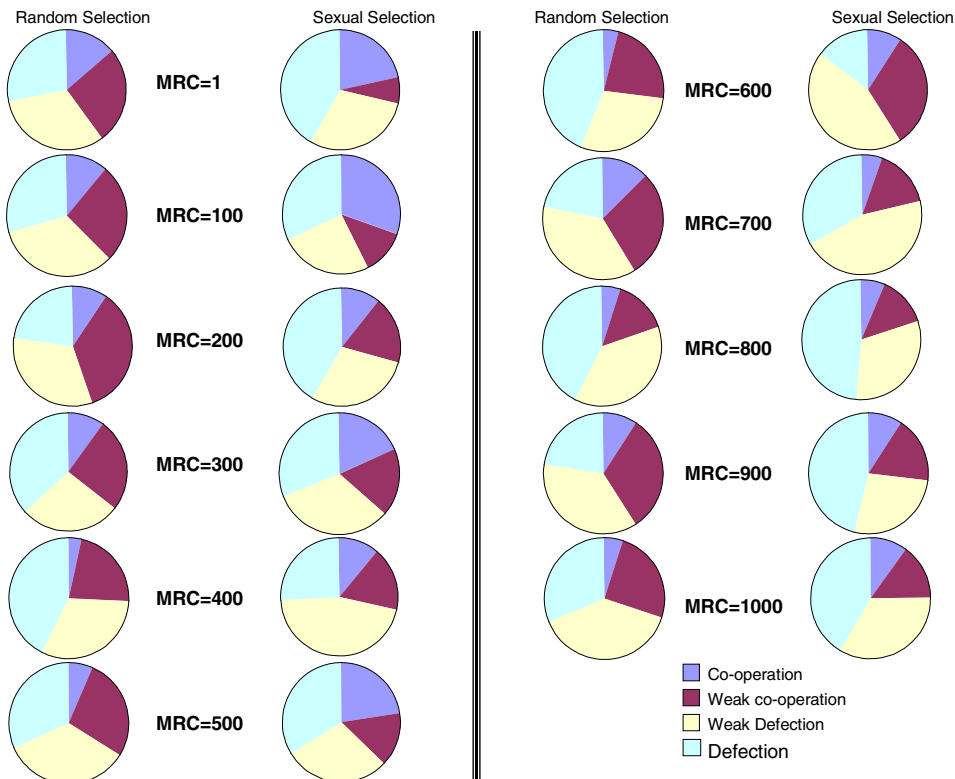 Random Selection
Sexual Selection
MRC=1
MRC=100
MRC=200
MRC=300
MRC=400
MRC=500
Random Selection
Sexual Selection
MRC=600
MRC=700
MRC=800
MRC=900
MRC=1000
Co-operation
Weak co-operation
Weak Defection
Defection